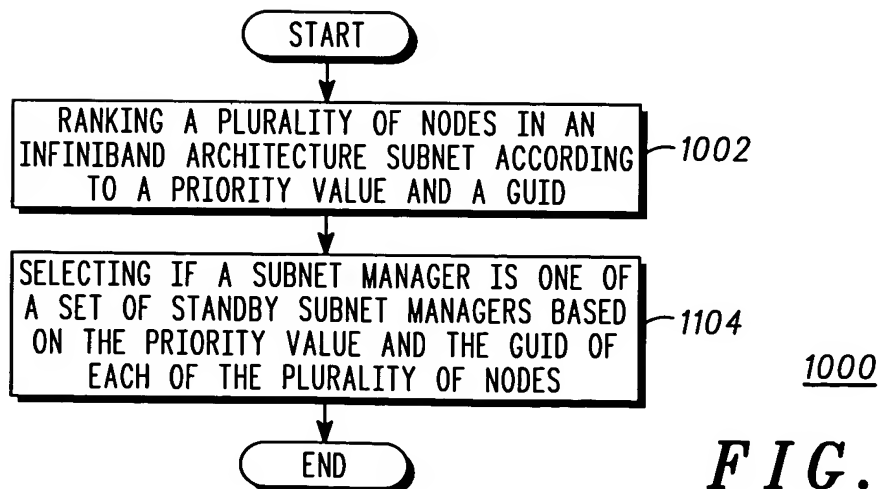 START
RANKING A PLURALITY OF NODES IN AN
INFINIBAND ARCHITECTURE SUBNET ACCORDING
TO A PRIORITY VALUE AND A GUID
1002
SELECTING IF A SUBNET MANAGER IS ONE OF
A SET OF STANDBY SUBNET MANAGERS BASED
ON THE PRIORITY VALUE AND THE GUID OF
EACH OF THE PLURALITY OF NODES
1104
1000
END
FIG.